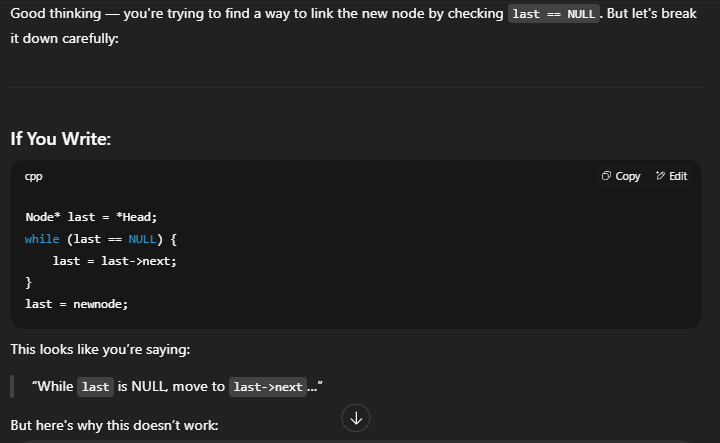 Good thinking — you're trying to find a way to link the new node by checking last == NULL. But let's break
it down carefully:
If You Write:
cpp
Copy
Edit
Node* last = *Head;
while (last == NULL) {
    last = last->next;
}
last = newnode;
This looks like you're saying:
“While last is NULL, move to last->next...”
But here's why this doesn’t work: